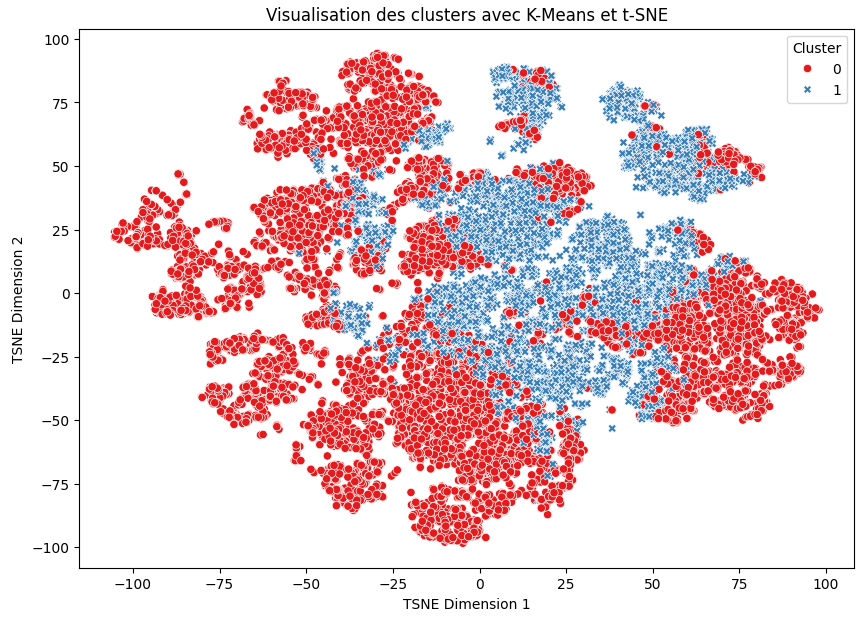 Visualisation des clusters avec K-Means et t-SNE
Cluster
0
1
100
75
50
25
0
−25
−50
−75
−100
TSNE Dimension 2
−100 −75 −50 −25 0 25 50 75 100
TSNE Dimension 1